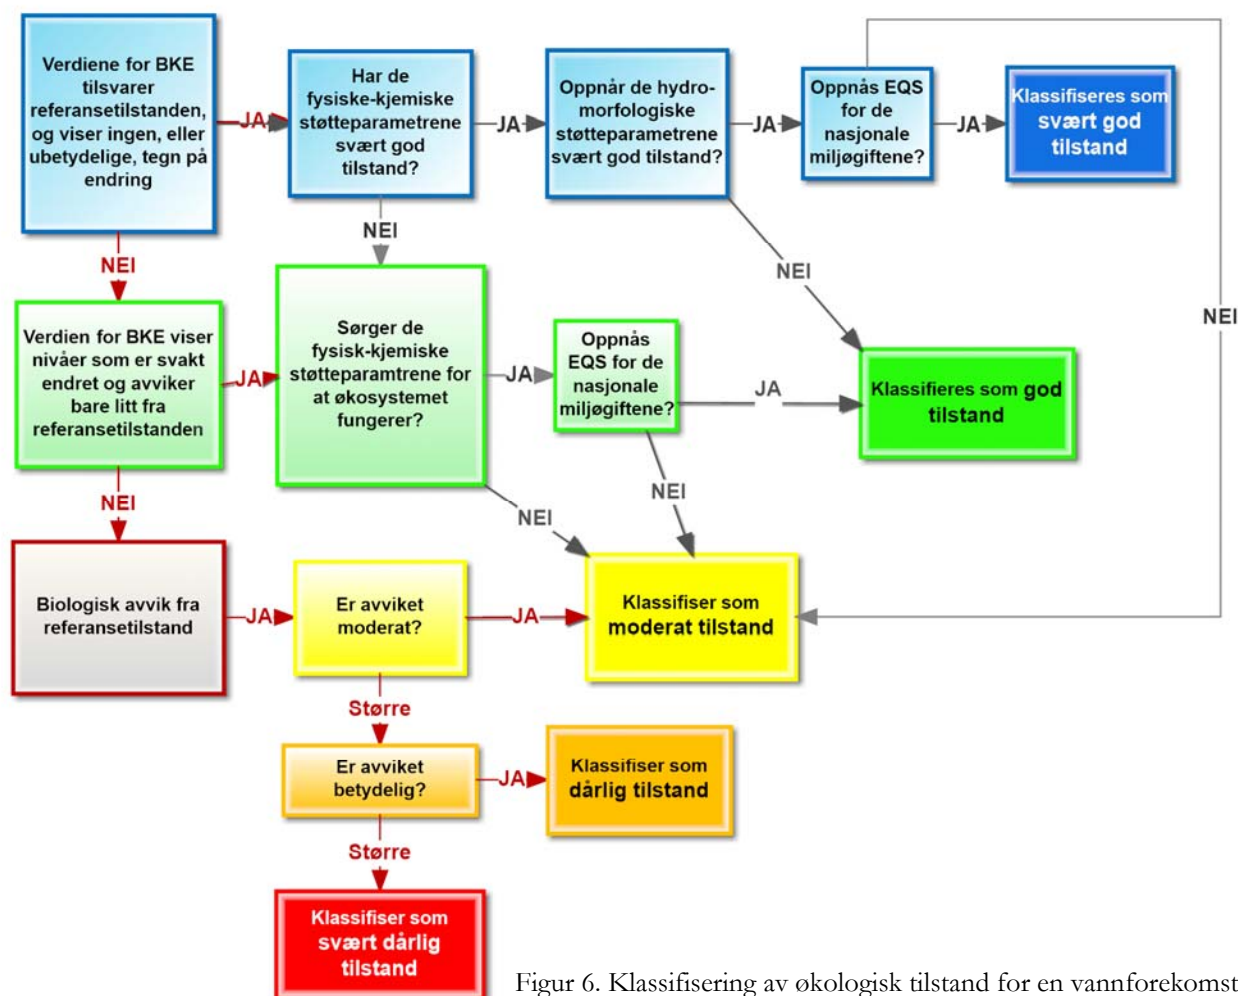 Verdiene for BKE
tilsvarer
referansetilstanden,
og viser ingen, eller
ubetydelige, tegn på
endring
JA
Har de
fysiske-kjemiske
støtteparametrene
svært god
tilstand?
JA
Oppnår de hydro-
morfologiske
støtteparametrene
svært god tilstand?
JA
Oppnås EQS
for de
nasjonale
miljøgiftene?
JA
Klassifiseres som
svært god
tilstand
NEI
NEI
NEI
NEI
Verdien for BKE viser
nivåer som er svakt
endret og avviker
bare litt fra
referansetilstanden
JA
Sørger de
fysisk-kjemiske
støtteparamtrene for
at økosystemet
fungerer?
JA
Oppnås
EQS for de
nasjonale
miljøgiftene?
JA
Klassifieres som god
tilstand
NEI
NEI
NEI
Biologisk avvik fra
referansetilstand
JA
Er avviket
moderat?
JA
Klassifiser som
moderat tilstand
Større
Er avviket
betydelig?
JA
Klassifiser som
dårlig tilstand
Større
Klassifiser som
svært dårlig
tilstand
Figur 6. Klassifisering av økologisk tilstand for en vannforekomst